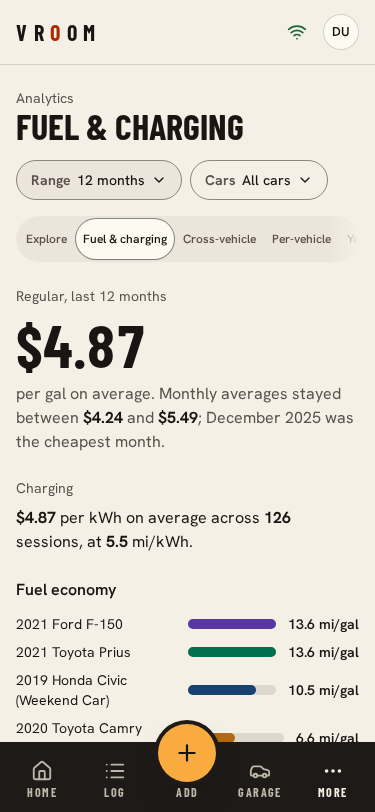 VROOM
DU
Analytics
FUEL & CHARGING
Range 12 months
Cars All cars
Explore Fuel & charging Cross-vehicle Per-vehicle
Regular, last 12 months
$4.87
per gal on average. Monthly averages stayed
between $4.24 and $5.49; December 2025 was
the cheapest month.
Charging
$4.87 per kWh on average across 126
sessions, at 5.5 mi/kWh.
Fuel economy
2021 Ford F-150 13.6 mi/gal
2021 Toyota Prius 13.6 mi/gal
2019 Honda Civic
(Weekend Car) 10.5 mi/gal
2020 Toyota Camry 6.6 mi/gal
HOME
LOG
ADD
GARAGE
MORE